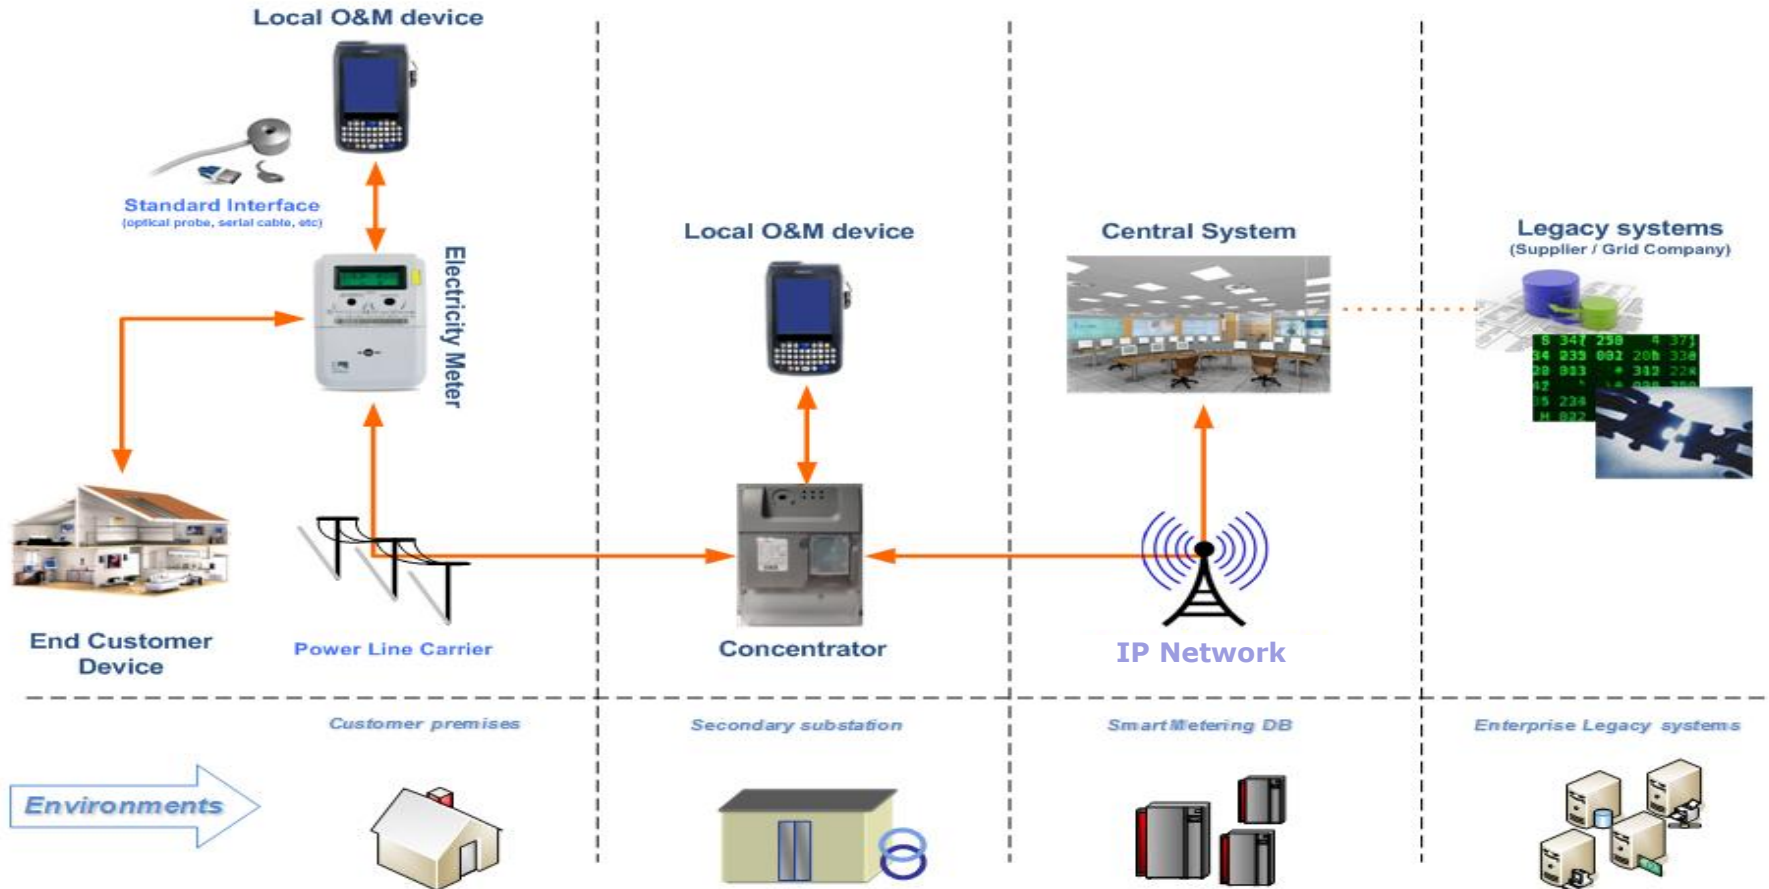 Local O&M device
Standard Interface
(optical probe, serial cable, etc)
Electricity Meter
End Customer
Device
Power Line Carrier
Local O&M device
Concentrator
Central System
IP Network
Legacy systems
(Supplier / Grid Company)
Environments
Customer premises
Secondary substation
SmartMetering DB
Enterprise Legacy systems